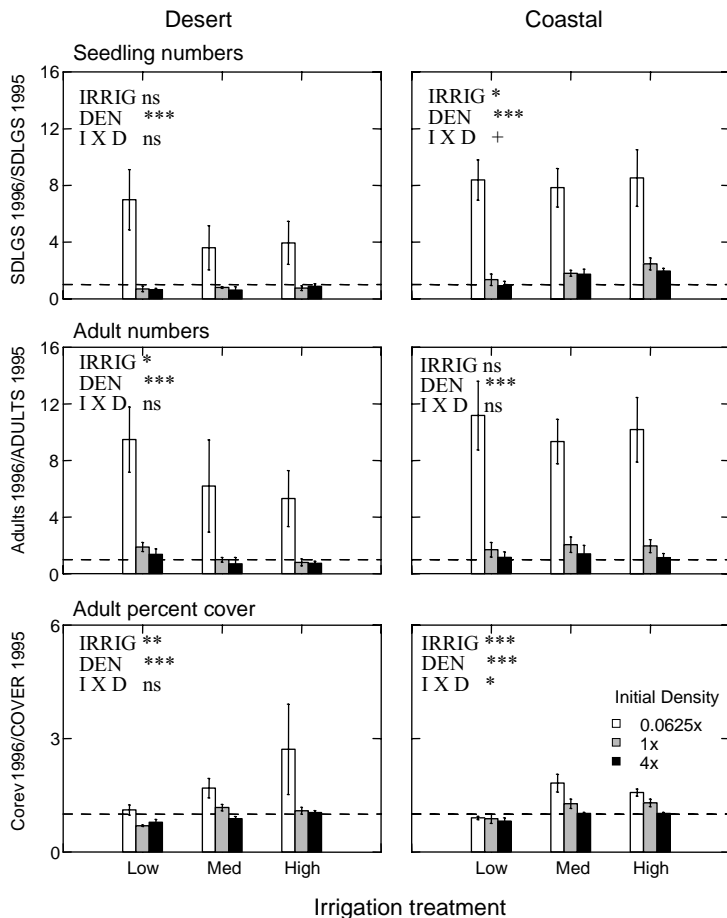 Desert
Coastal
Seedling numbers
SDLGS 1996/SDLGS 1995
16
12
8
4
0
IRRIG ns
DEN ***
I X D ns
IRRIG *
DEN ***
I X D +
Adult numbers
Adults 1996/ADULTS 1995
16
12
8
4
0
IRRIG *
DEN ***
I X D ns
IRRIG ns
DEN ***
I X D ns
Adult percent cover
Corev 1996/COVER 1995
6
3
0
IRRIG **
DEN ***
I X D ns
IRRIG ***
DEN ***
I X D *
Initial Density
0.0625x
1x
4x
Low Med High
Low Med High
Irrigation treatment